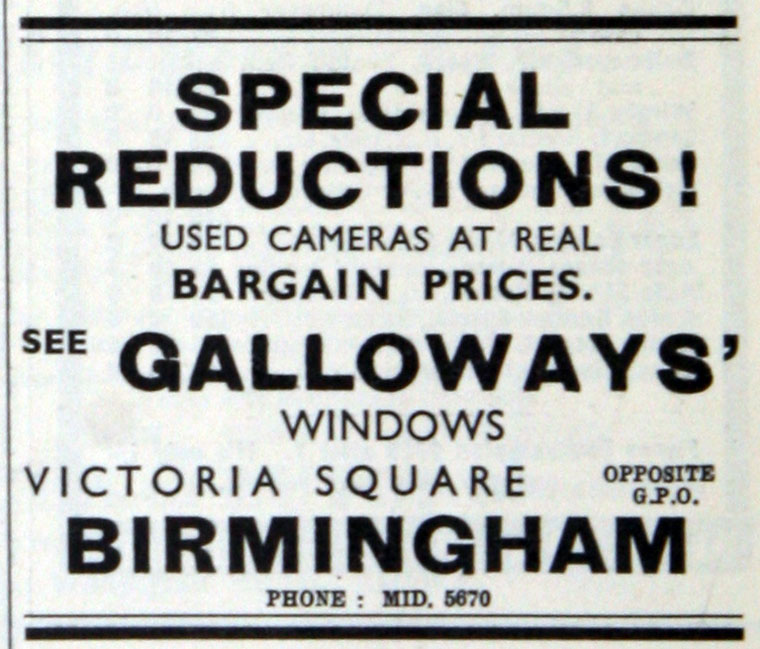 SPECIAL
REDUCTIONS!
USED CAMERAS AT REAL
BARGAIN PRICES.
SEE GALLOWAYS'
WINDOWS
VICTORIA SQUARE OPPOSITE G.P.O.
BIRMINGHAM
PHONE : MID. 5670